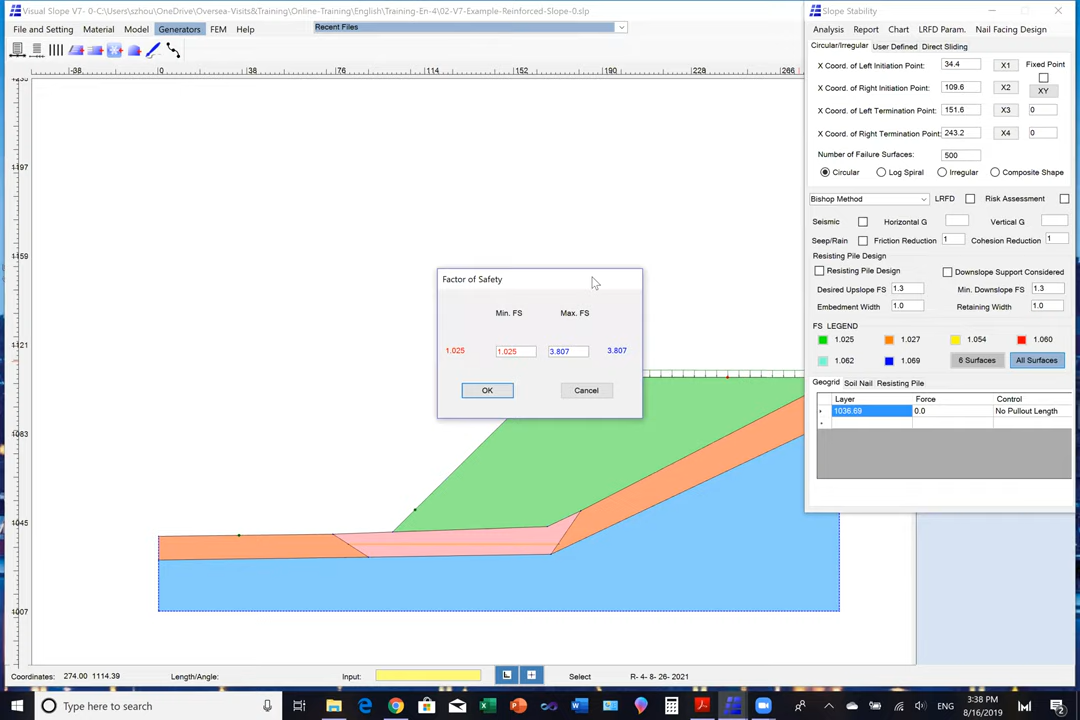 Visual Slope V7- 0-C:\Users\szhou\OneDrive\Oversea-Visits&Training\Online-Training\English\Training-En-4\02-V7-Example-Reinforced-Slope-0.slp
File and Setting Material Model Generators FEM Help Recent Files
-38 0 38 76 114 152 190 228 266
1235
1197
1159
1121
1083
1045
1007
Factor of Safety
Min. FS Max. FS
1.025 1.025 3.807 3.807
OK Cancel
Slope Stability
Analysis Report Chart LRFD Param. Nail Facing Design
Circular/Irregular User Defined Direct Sliding
X Coord. of Left Initiation Point: 34.4 X1 Fixed Point
X Coord. of Right Initiation Point: 109.6 X2 XY
X Coord. of Left Termination Point: 151.6 X3 0
X Coord. of Right Termination Point: 243.2 X4 0
Number of Failure Surfaces: 500
Circular Log Spiral Irregular Composite Shape
Bishop Method LRFD Risk Assessment
Seismic Horizontal G Vertical G
Seep/Rain Friction Reduction 1 Cohesion Reduction 1
Resisting Pile Design
Resisting Pile Design Downslope Support Considered
Desired Upslope FS 1.3 Min. Downslope FS 1.3
Embedment Width 1.0 Retaining Width 1.0
FS LEGEND
1.025 1.027 1.054 1.060
1.062 1.069 6 Surfaces All Surfaces
Geogrid Soil Nail Resisting Pile
Layer Force Control
1036.69 0.0 No Pullout Length
Coordinates: 274.00 1114.39 Length/Angle: Input: Select R- 4- 8- 26- 2021
Type here to search
ENG
3:38 PM
8/16/2019
2